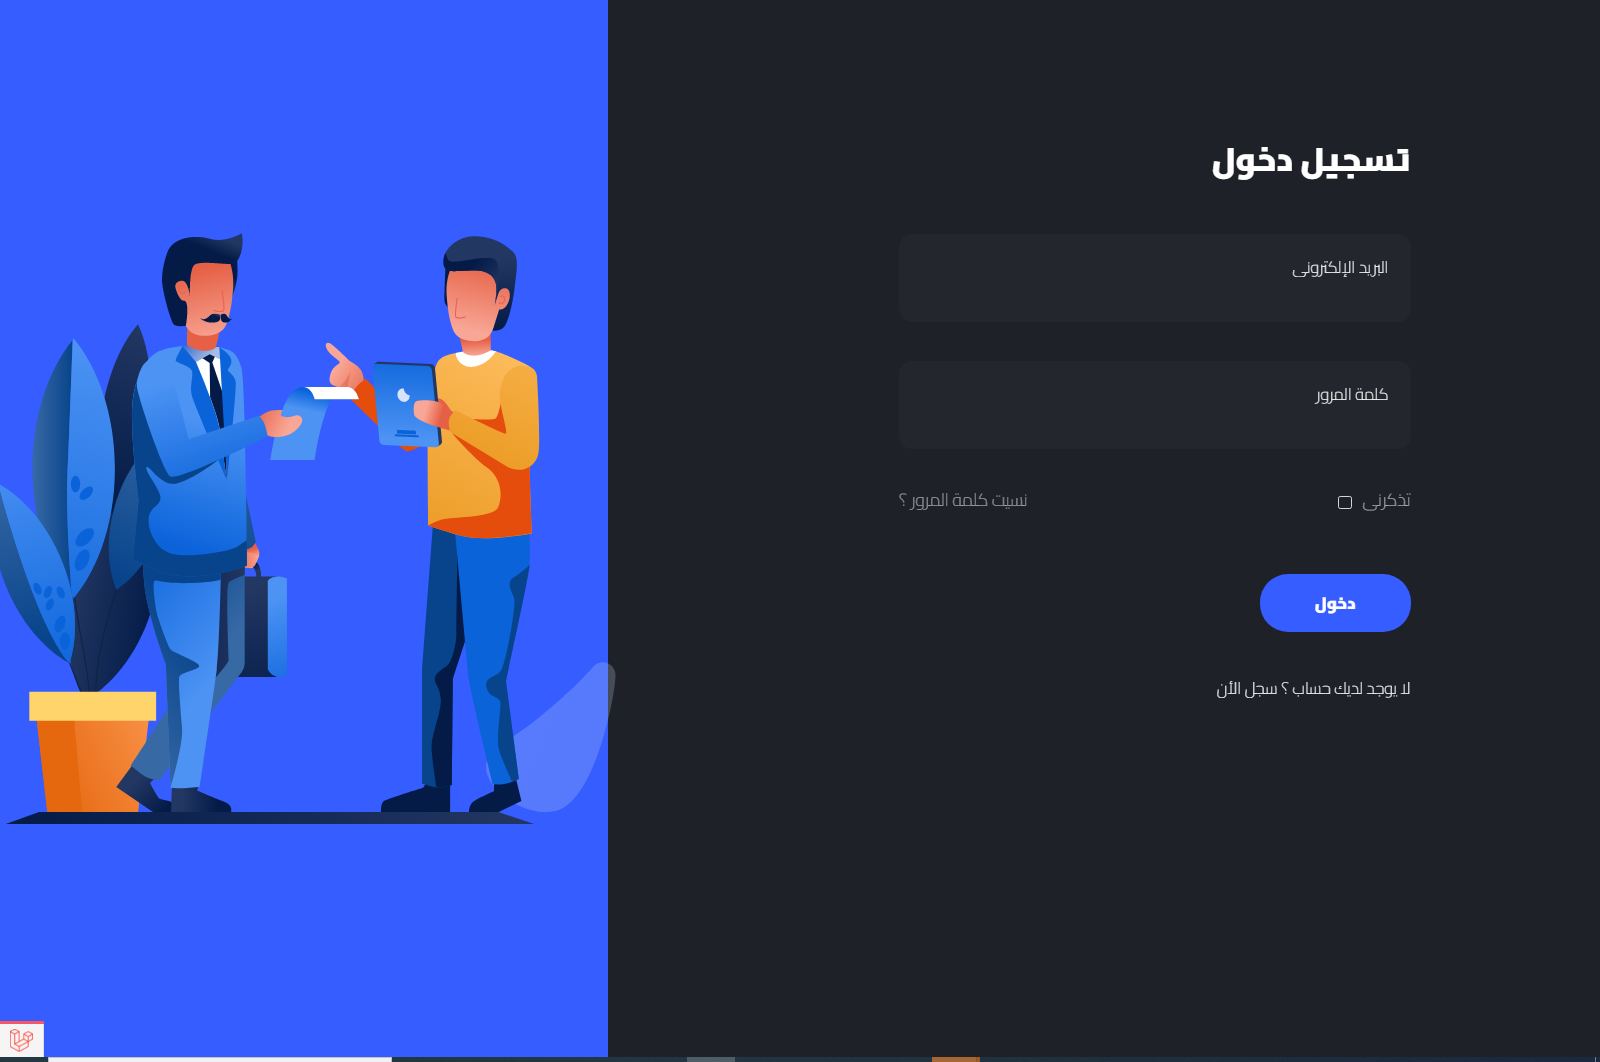 تسجيل دخول
البريد الإلكترونى
كلمة المرور
تذكرنى
نسيت كلمة المرور ؟
دخول
لا يوجد لديك حساب ؟ سجل الأن